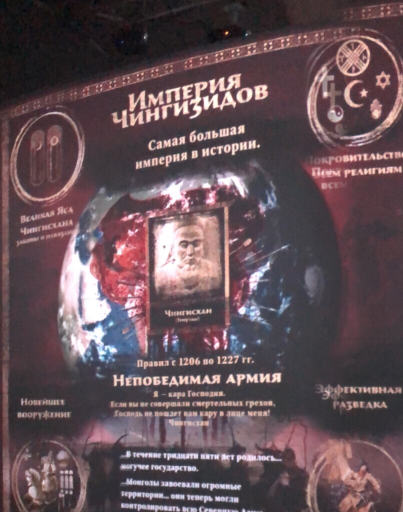 Империя
Чингизидов
Самая большая
империя в истории.
Великая Яса
Чингисхана
Покровительство
Всем религиям
Чингисхан
Правил с 1206 по 1227 гг.
Непобедимая армия
Я – кара Господня.
Если вы не совершали смертельных грехов,
Господь не пошлет вам кару в лице меня!
Чингисхан
Новейшее
вооружение
Эффективная
разведка
...В течение тридцати пяти лет родилось...
могучее государство.
...Монголы завоевали огромные
территории... они теперь могли
контролировать всю Северную